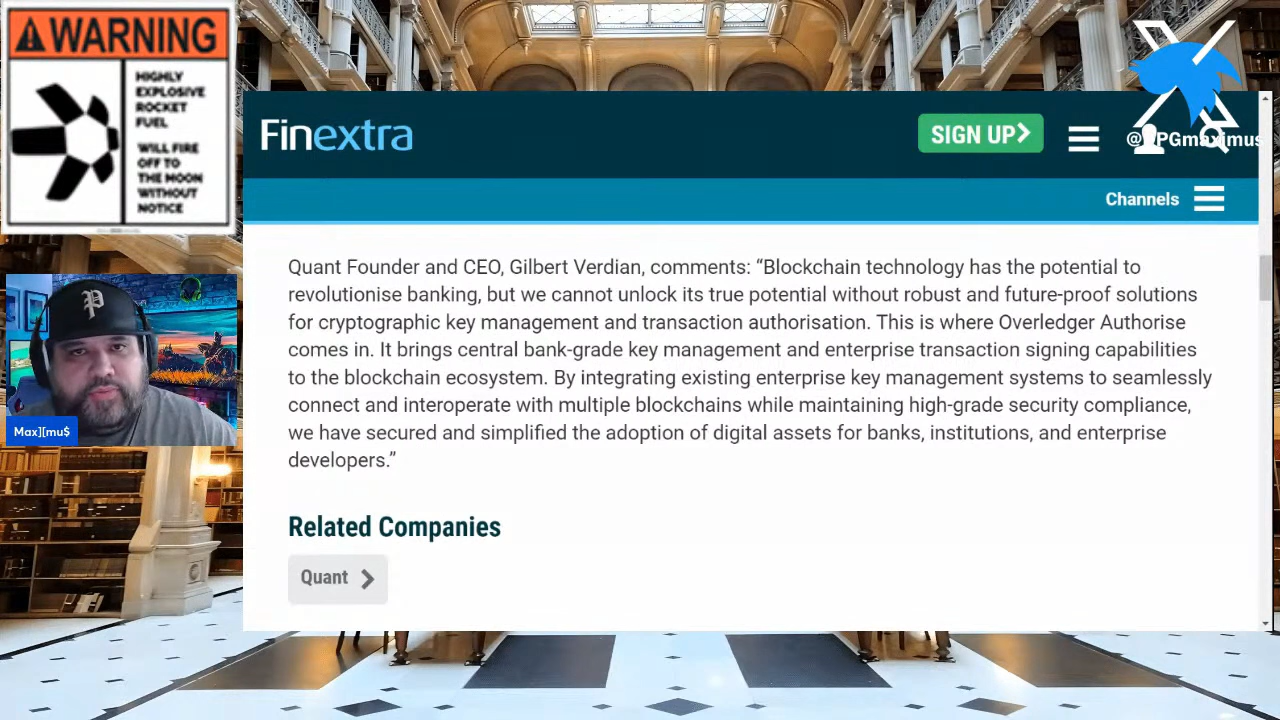 WARNING
HIGHLY
EXPLOSIVE
ROCKET
FUEL
WILL FIRE
OFF TO
THE MOON
WITHOUT
NOTICE
Finextra
SIGN UP
Channels
Quant Founder and CEO, Gilbert Verdian, comments: “Blockchain technology has the potential to
revolutionise banking, but we cannot unlock its true potential without robust and future-proof solutions
for cryptographic key management and transaction authorisation. This is where Overledger Authorise
comes in. It brings central bank-grade key management and enterprise transaction signing capabilities
to the blockchain ecosystem. By integrating existing enterprise key management systems to seamlessly
connect and interoperate with multiple blockchains while maintaining high-grade security compliance,
we have secured and simplified the adoption of digital assets for banks, institutions, and enterprise
developers.”
Related Companies
Quant
P
Max][mu$